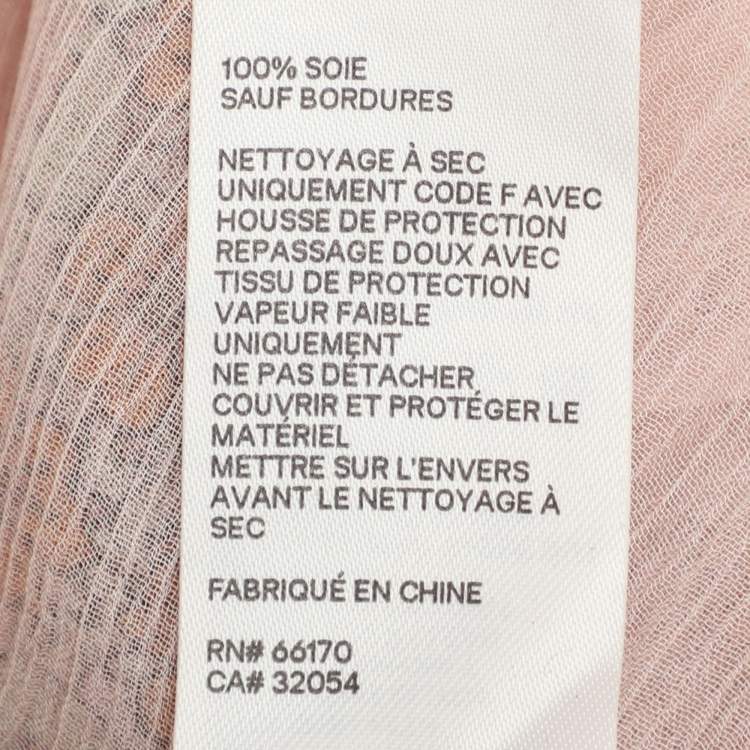 100% SOIE
SAUF BORDURES
NETTOYAGE À SEC
UNIQUEMENT CODE F AVEC
HOUSSE DE PROTECTION
REPASSAGE DOUX AVEC
TISSU DE PROTECTION
VAPEUR FAIBLE
UNIQUEMENT
NE PAS DÉTACHER
COUVRIR ET PROTÉGER LE
MATÉRIEL
METTRE SUR L'ENVERS
AVANT LE NETTOYAGE À
SEC
FABRIQUÉ EN CHINE
RN# 66170
CA# 32054